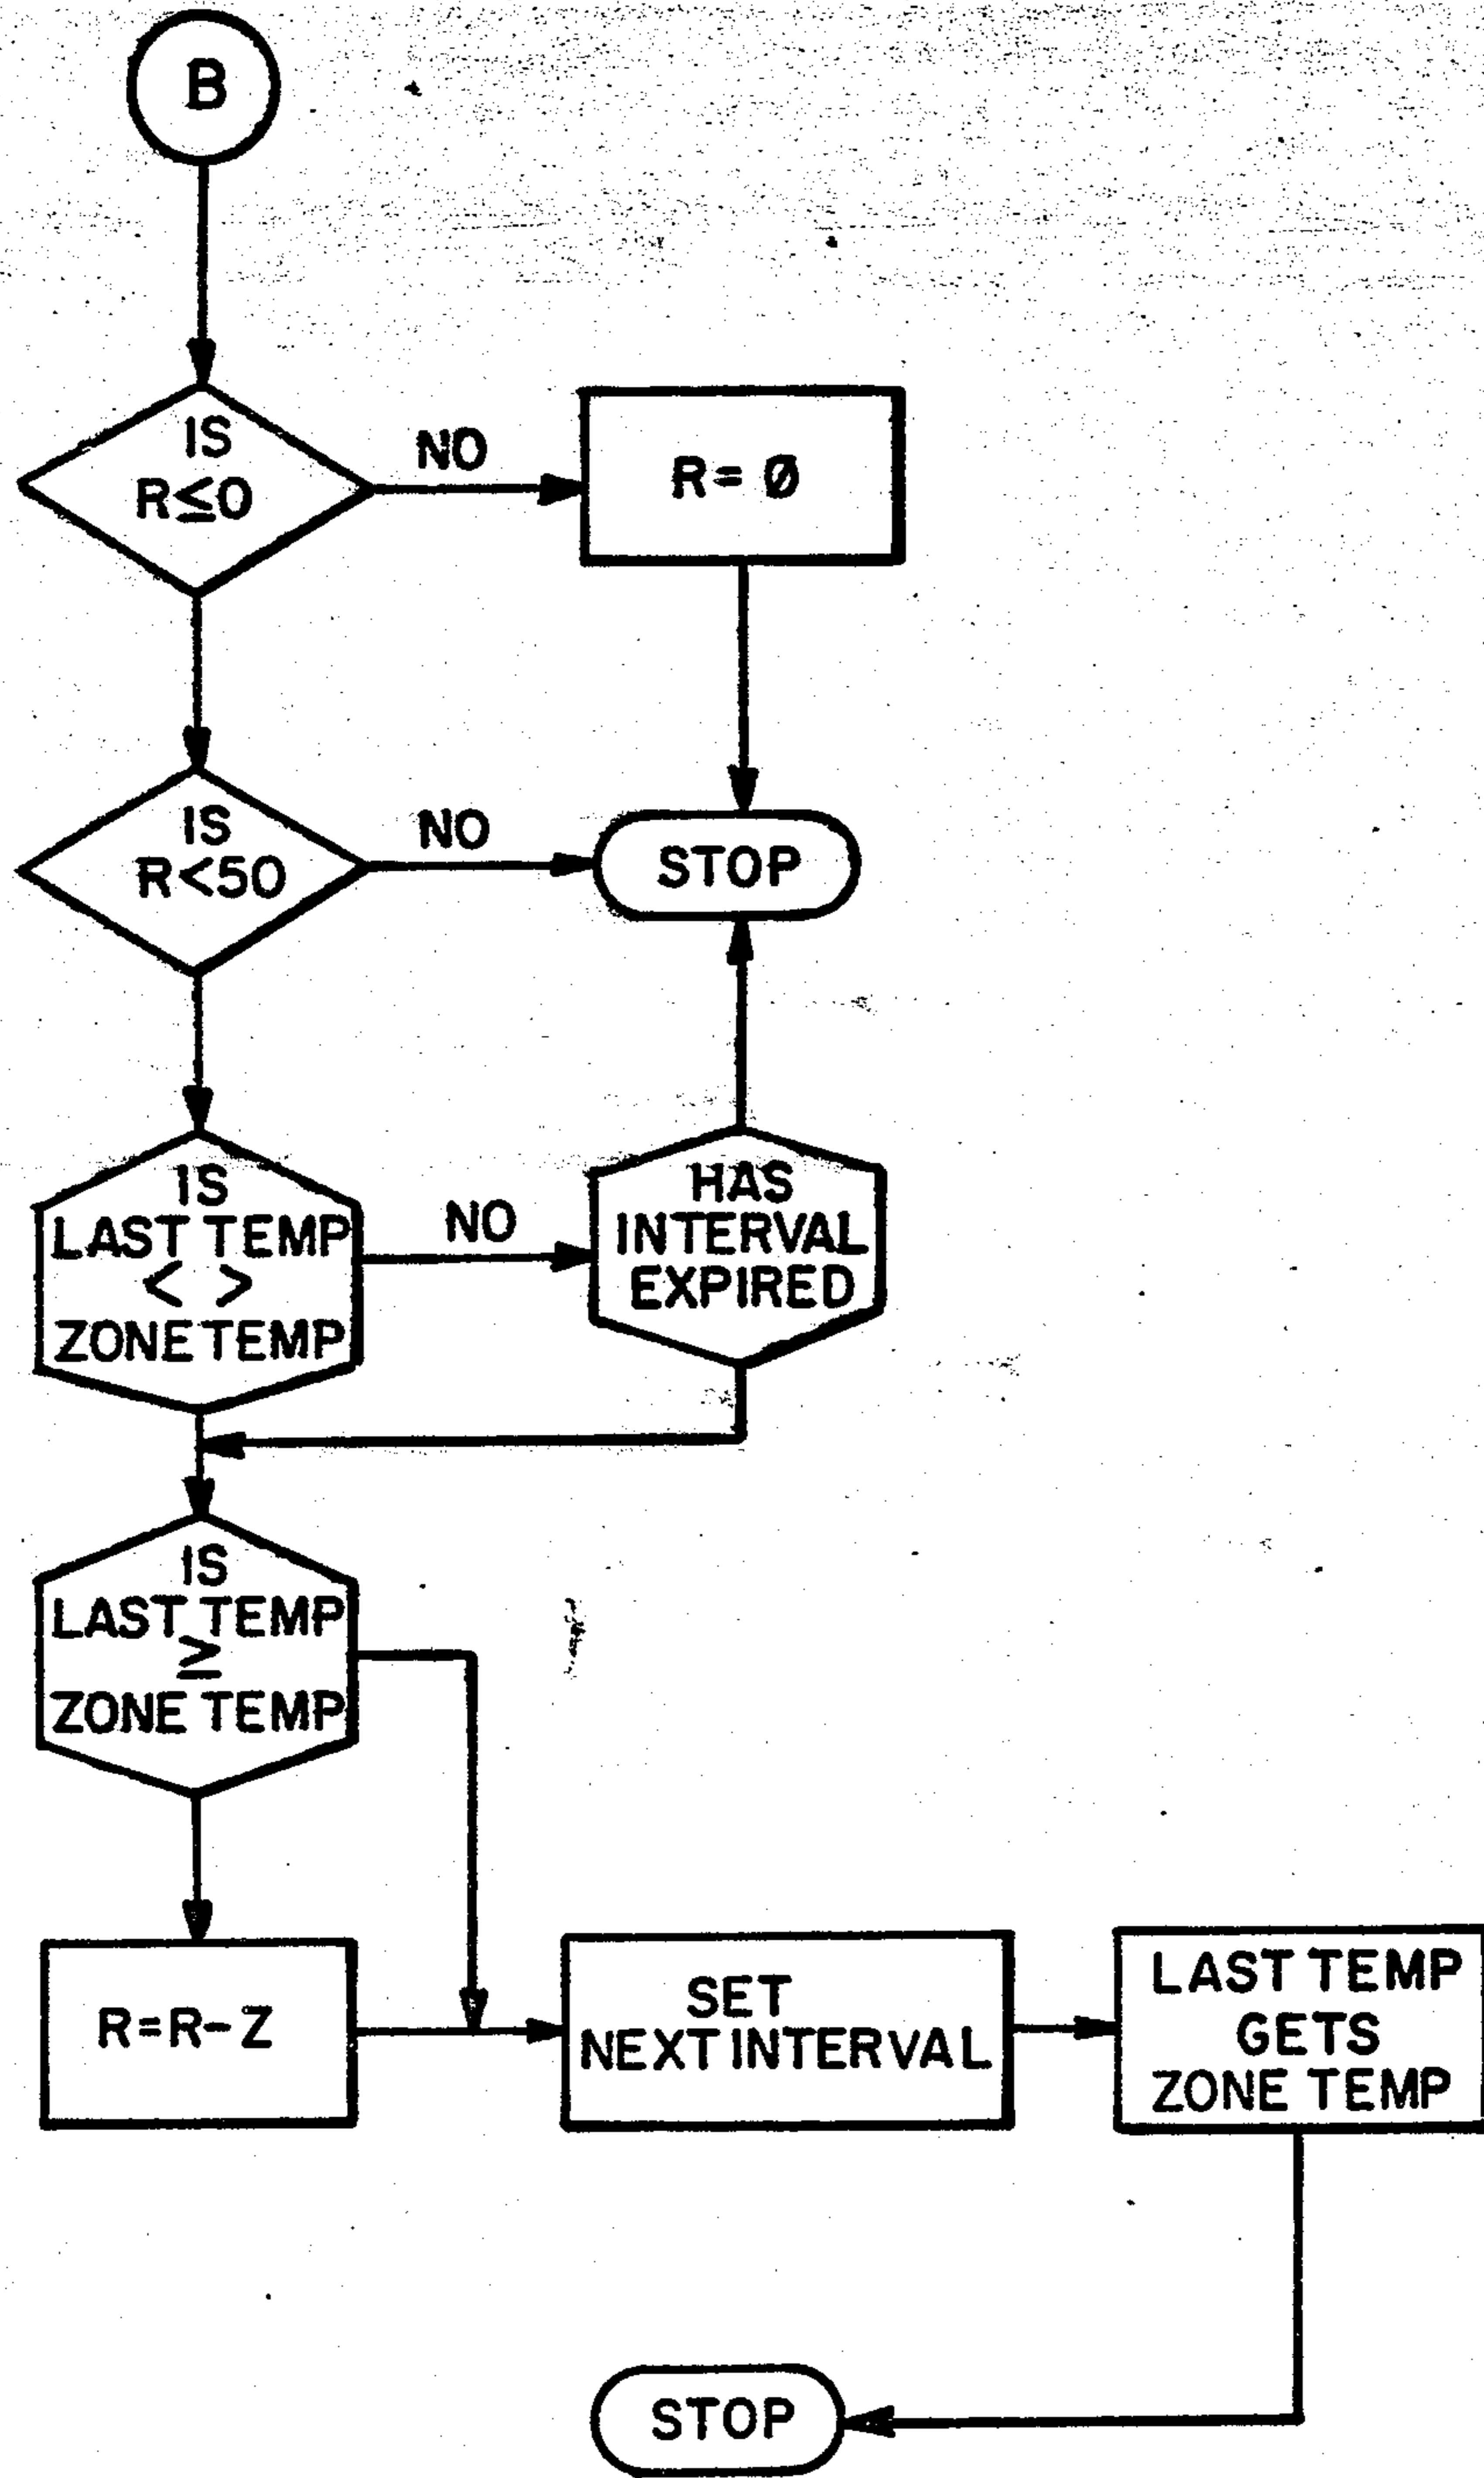 B
IS
R≤0
NO
R= Ø
IS
R<50
NO
STOP
IS
LAST TEMP
< >
ZONE TEMP
NO
HAS
INTERVAL
EXPIRED
IS
LAST TEMP
≥
ZONE TEMP
R=R-Z
SET
NEXT INTERVAL
LAST TEMP
GETS
ZONE TEMP
STOP